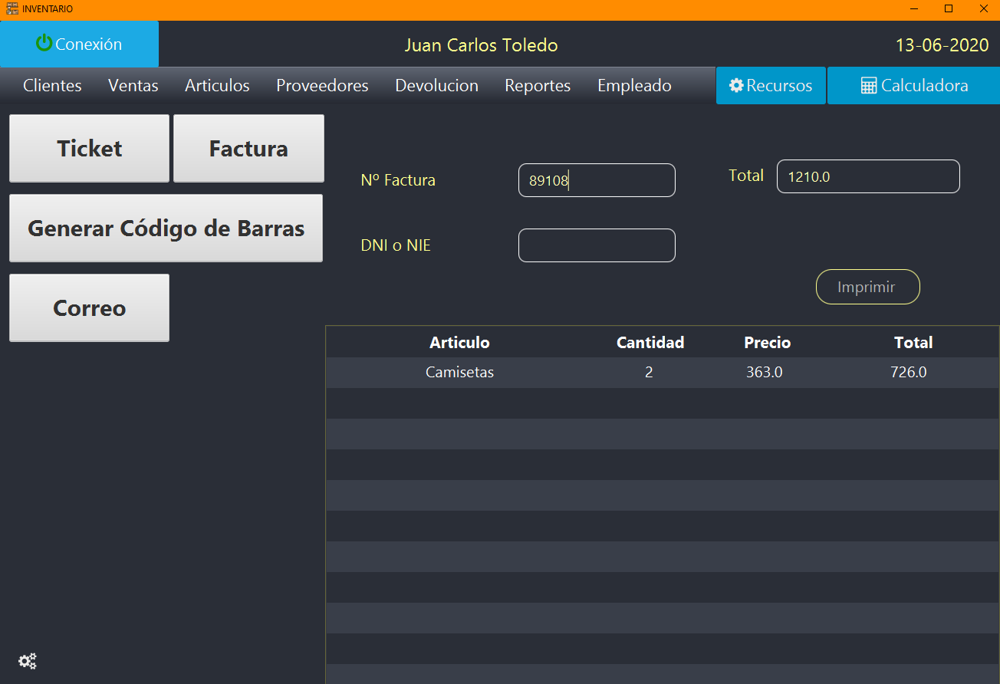 INVENTARIO
Conexión
Juan Carlos Toledo
13-06-2020
Clientes Ventas Articulos Proveedores Devolucion Reportes Empleado Recursos Calculadora
Ticket
Factura
Generar Código de Barras
Correo
Nº Factura
89108
Total
1210.0
DNI o NIE
Imprimir
Articulo Cantidad Precio Total
Camisetas 2 363.0 726.0